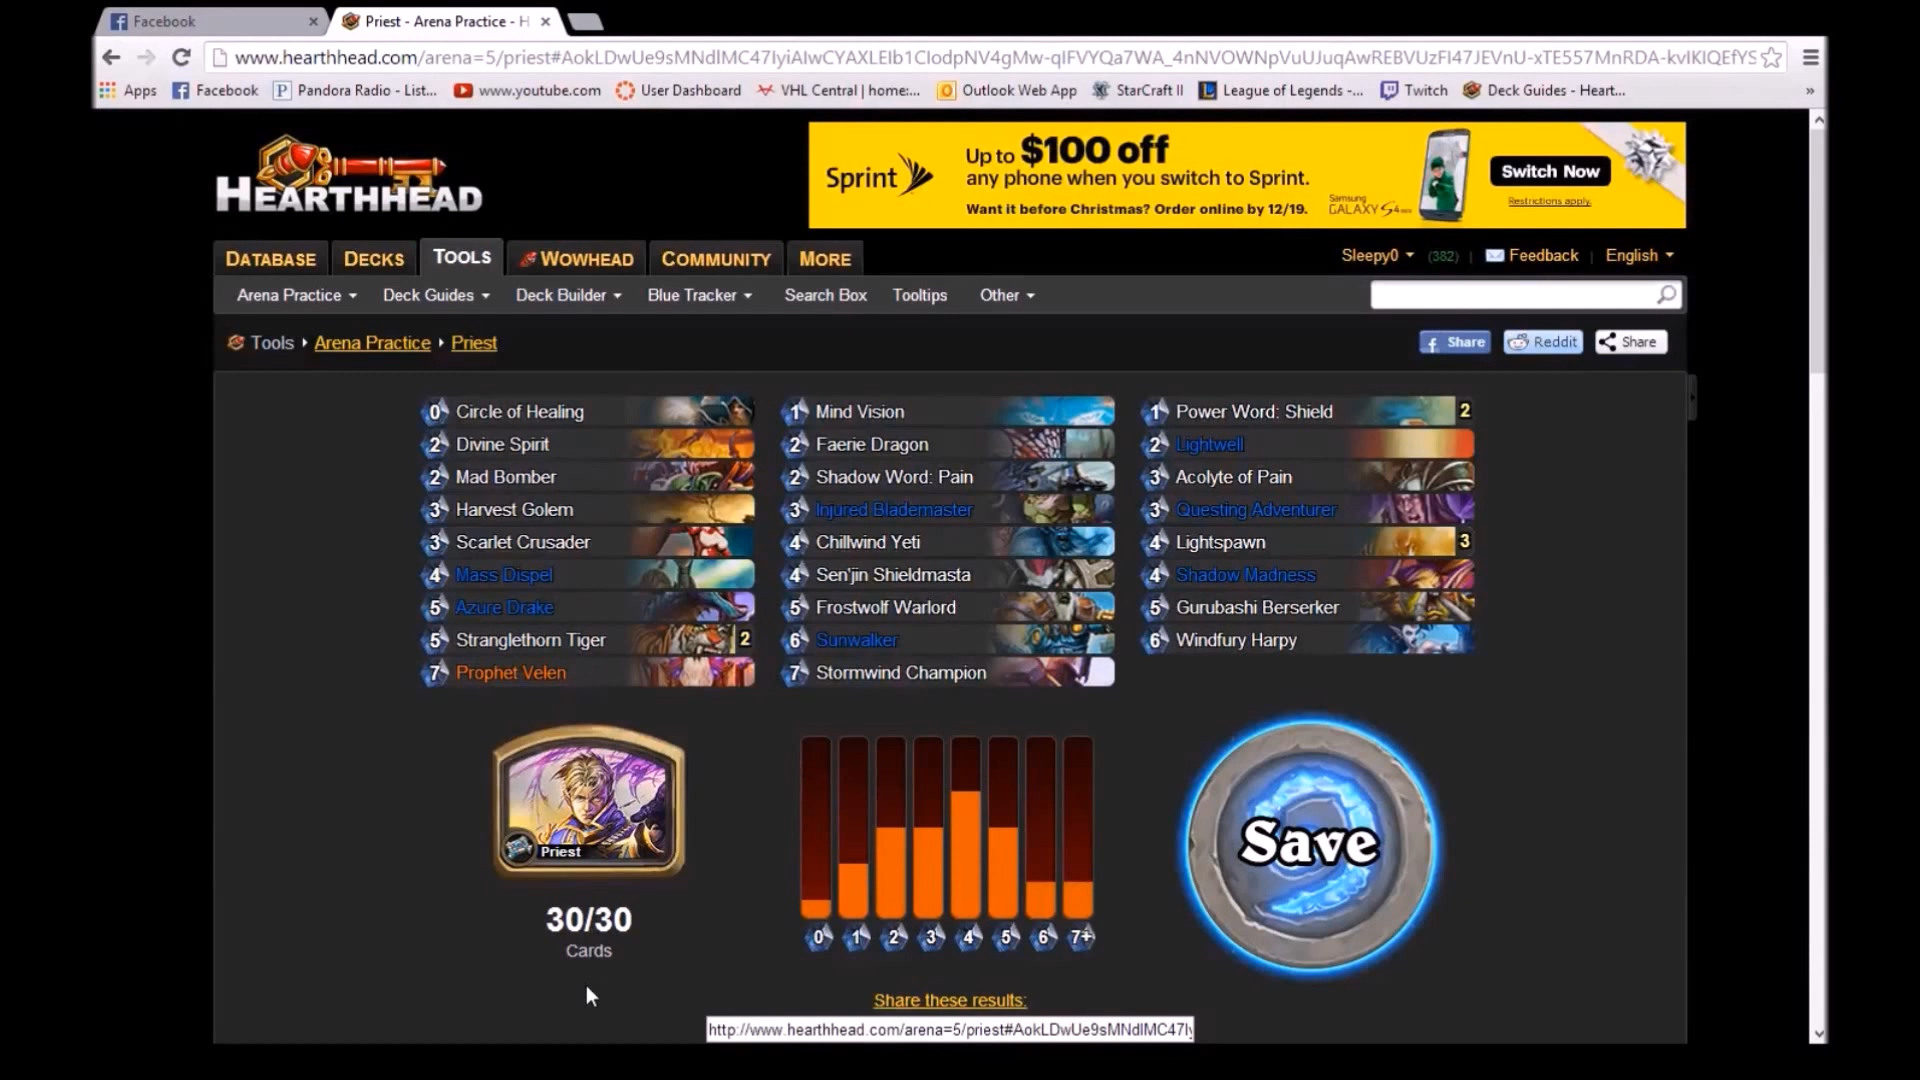 Facebook
Priest - Arena Practice - H
www.hearthhead.com/arena=5/priest#AokLDwUe9sMNdlMC47IyiAIwCYAXLEIb1CIodpNV4gMw-qIFVYQa7WA_4nNVOWNpVuUJuqAwREBVUzFI47JEVnU-xTE557MnRDA-kvIKIQEfYS
Apps Facebook Pandora Radio - List... www.youtube.com User Dashboard VHL Central | home:... Outlook Web App StarCraft II League of Legends -... Twitch Deck Guides - Heart... »
HEARTHHEAD
Sprint
Up to $100 off
any phone when you switch to Sprint.
Want it before Christmas? Order online by 12/19.
Samsung
GALAXY S4
Switch Now
Restrictions apply.
DATABASE DECKS TOOLS WOWHEAD COMMUNITY MORE
Sleepy0 (382) | Feedback | English
Arena Practice Deck Guides Deck Builder Blue Tracker Search Box Tooltips Other
Tools Arena Practice Priest
Share Reddit Share
0 Circle of Healing 1 Mind Vision 1 Power Word: Shield 2
2 Divine Spirit 2 Faerie Dragon 2 Lightwell
2 Mad Bomber 2 Shadow Word: Pain 3 Acolyte of Pain
3 Harvest Golem 3 Injured Blademaster 3 Questing Adventurer
3 Scarlet Crusader 4 Chillwind Yeti 4 Lightspawn 3
4 Mass Dispel 4 Sen'jin Shieldmasta 4 Shadow Madness
5 Azure Drake 5 Frostwolf Warlord 5 Gurubashi Berserker
5 Stranglethorn Tiger 2 6 Sunwalker 6 Windfury Harpy
7 Prophet Velen 7 Stormwind Champion
Priest
30/30
Cards
0 1 2 3 4 5 6 7+
Save
Share these results:
http://www.hearthhead.com/arena=5/priest#AokLDwUe9sMNdlMC47Iy